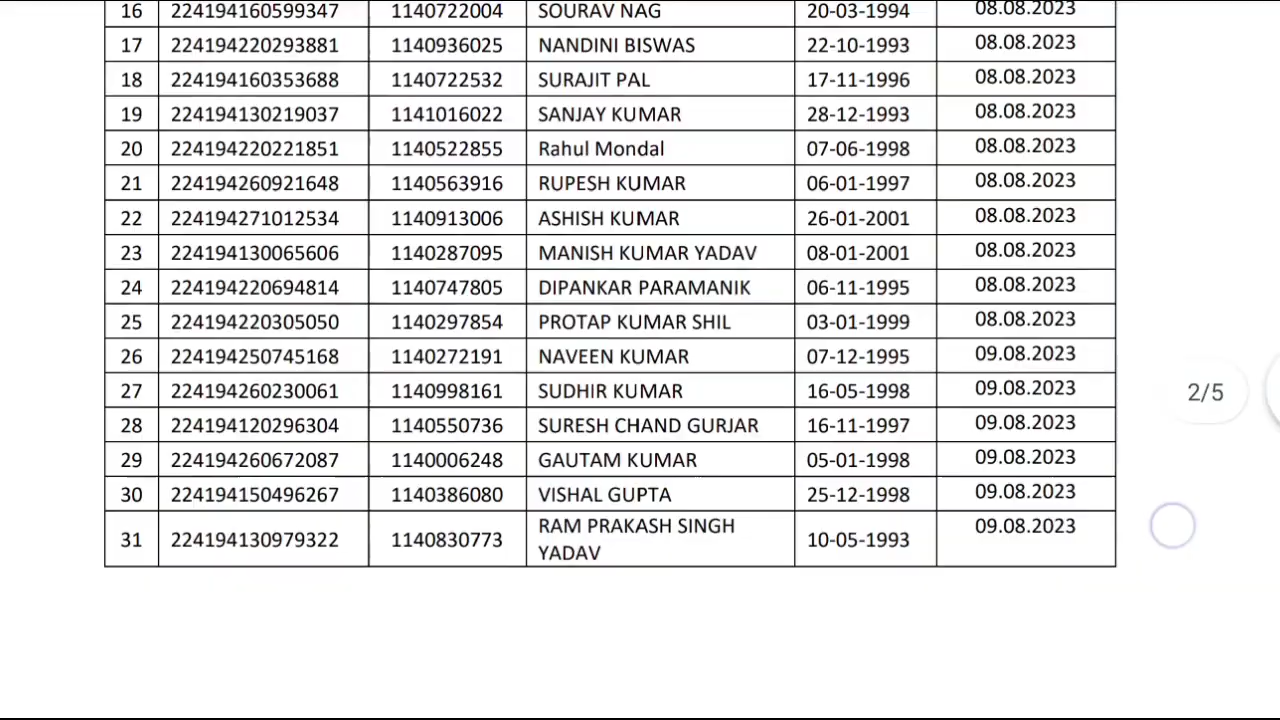 16 224194160599347 1140722004 SOURAV NAG 20-03-1994 08.08.2023
17 224194220293881 1140936025 NANDINI BISWAS 22-10-1993 08.08.2023
18 224194160353688 1140722532 SURAJIT PAL 17-11-1996 08.08.2023
19 224194130219037 1141016022 SANJAY KUMAR 28-12-1993 08.08.2023
20 224194220221851 1140522855 Rahul Mondal 07-06-1998 08.08.2023
21 224194260921648 1140563916 RUPESH KUMAR 06-01-1997 08.08.2023
22 224194271012534 1140913006 ASHISH KUMAR 26-01-2001 08.08.2023
23 224194130065606 1140287095 MANISH KUMAR YADAV 08-01-2001 08.08.2023
24 224194220694814 1140747805 DIPANKAR PARAMANIK 06-11-1995 08.08.2023
25 224194220305050 1140297854 PROTAP KUMAR SHIL 03-01-1999 08.08.2023
26 224194250745168 1140272191 NAVEEN KUMAR 07-12-1995 09.08.2023
27 224194260230061 1140998161 SUDHIR KUMAR 16-05-1998 09.08.2023
28 224194120296304 1140550736 SURESH CHAND GURJAR 16-11-1997 09.08.2023
29 224194260672087 1140006248 GAUTAM KUMAR 05-01-1998 09.08.2023
30 224194150496267 1140386080 VISHAL GUPTA 25-12-1998 09.08.2023
31 224194130979322 1140830773 RAM PRAKASH SINGH YADAV 10-05-1993 09.08.2023
2/5